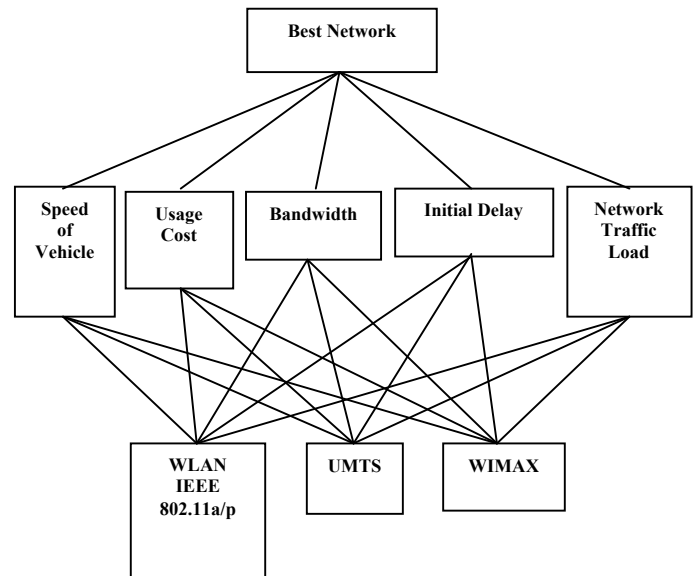 Best Network
Speed
of
Vehicle
Usage
Cost
Bandwidth
Initial Delay
Network
Traffic
Load
WLAN
IEEE
802.11a/p
UMTS
WIMAX